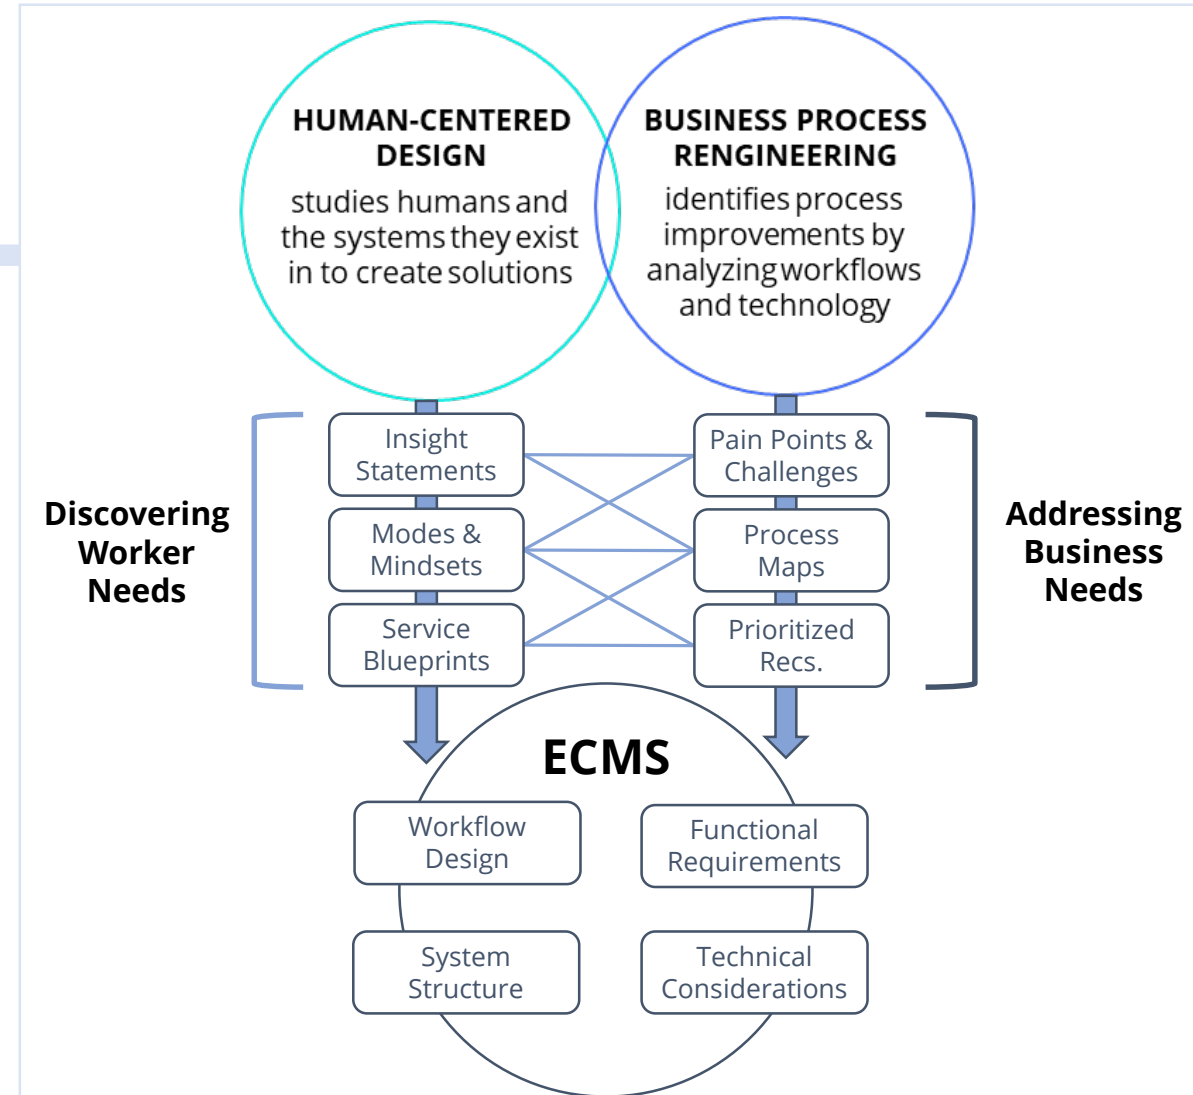 HUMAN-CENTERED
DESIGN
studies humans and
the systems they exist
in to create solutions
BUSINESS PROCESS
RENGINEERING
identifies process
improvements by
analyzing workflows
and technology
Discovering
Worker
Needs
Insight
Statements
Modes &
Mindsets
Service
Blueprints
Pain Points &
Challenges
Process
Maps
Prioritized
Recs.
Addressing
Business
Needs
ECMS
Workflow
Design
Functional
Requirements
System
Structure
Technical
Considerations